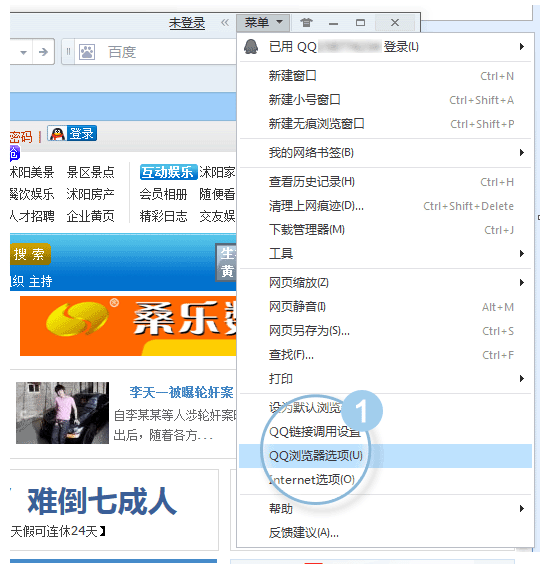 未登录 « 菜单
百度
已用 QQ 登录(L)
新建窗口 Ctrl+N
新建小号窗口 Ctrl+Shift+A
新建无痕浏览窗口 Ctrl+Shift+P
我的网络书签(B)
查看历史记录(H) Ctrl+H
清理上网痕迹(D)... Ctrl+Shift+Delete
下载管理器(M) Ctrl+J
工具
网页缩放(Z)
网页静音(I) Alt+M
网页另存为(S)... Ctrl+S
查找(F)... Ctrl+F
打印
设为默认浏览
1
QQ链接调用设置
QQ浏览器选项(U)
Internet选项(O)
帮助
反馈建议(A)...
密码 | 登录
沭阳美景 景区景点 互动娱乐 沭阳家
餐饮娱乐 沭阳房产 会员相册 随便看
人才招聘 企业黄页 精彩日志 交友娱
搜 索 生
黄
组织 主持
桑乐数
李天一被曝轮奸案
自李某某等人涉轮奸案
出后，随着各方...
难倒七成人
天假可连休24天】